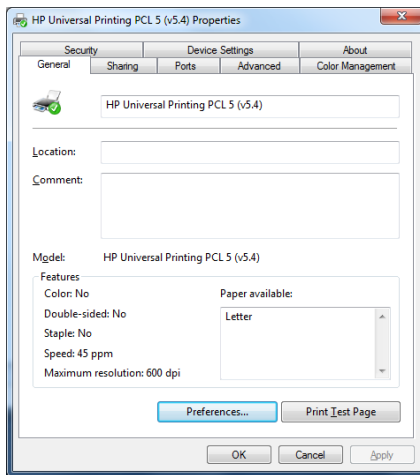 HP Universal Printing PCL 5 (v5.4) Properties
Security Device Settings About
General Sharing Ports Advanced Color Management
HP Universal Printing PCL 5 (v5.4)
Location:
Comment:
Model: HP Universal Printing PCL 5 (v5.4)
Features
Color: No Paper available:
Double-sided: No Letter
Staple: No
Speed: 45 ppm
Maximum resolution: 600 dpi
Preferences... Print Test Page
OK Cancel Apply